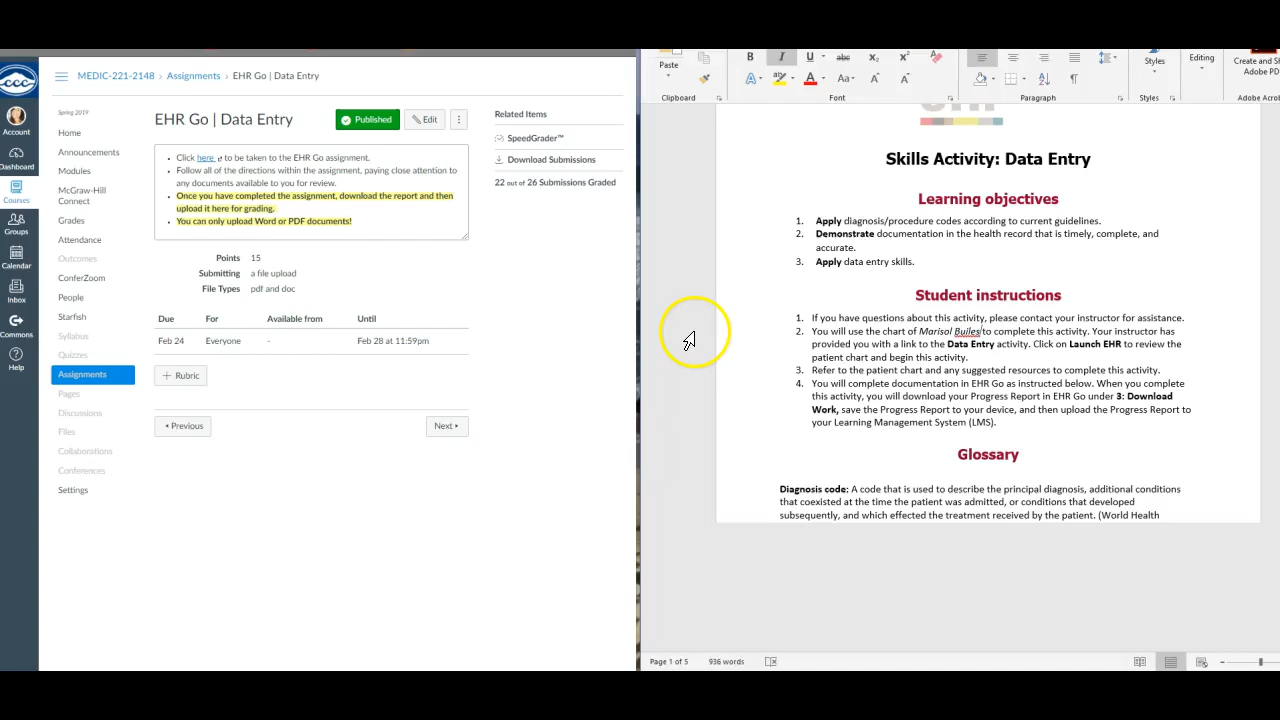 CCC
Account
Dashboard
Courses
Groups
Calendar
Inbox
Commons
Help
MEDIC-221-2148 › Assignments › EHR Go | Data Entry
Spring 2019
Home
Announcements
Modules
McGraw-Hill
Connect
Grades
Attendance
Outcomes
ConferZoom
People
Starfish
Syllabus
Quizzes
Assignments
Pages
Discussions
Files
Collaborations
Conferences
Settings
EHR Go | Data Entry
Published
Edit
• Click here to be taken to the EHR Go assignment.
• Follow all of the directions within the assignment, paying close attention to
any documents available to you for review.
• Once you have completed the assignment, download the report and then
upload it here for grading.
• You can only upload Word or PDF documents!
Points 15
Submitting a file upload
File Types pdf and doc
Due For Available from Until
Feb 24 Everyone - Feb 28 at 11:59pm
+ Rubric
Previous
Next
Related Items
SpeedGrader™
Download Submissions
22 out of 26 Submissions Graded
Paste
Clipboard
B I U abc x₂ x²
A A Aa A A
Font
Paragraph
Styles
Styles
Editing
Create and Sh
Adobe PD
Adobe Acro
Skills Activity: Data Entry
Learning objectives
1. Apply diagnosis/procedure codes according to current guidelines.
2. Demonstrate documentation in the health record that is timely, complete, and
accurate.
3. Apply data entry skills.
Student instructions
1. If you have questions about this activity, please contact your instructor for assistance.
2. You will use the chart of Marisol Builes to complete this activity. Your instructor has
provided you with a link to the Data Entry activity. Click on Launch EHR to review the
patient chart and begin this activity.
3. Refer to the patient chart and any suggested resources to complete this activity.
4. You will complete documentation in EHR Go as instructed below. When you complete
this activity, you will download your Progress Report in EHR Go under 3: Download
Work, save the Progress Report to your device, and then upload the Progress Report to
your Learning Management System (LMS).
Glossary
Diagnosis code: A code that is used to describe the principal diagnosis, additional conditions
that coexisted at the time the patient was admitted, or conditions that developed
subsequently, and which effected the treatment received by the patient. (World Health
Page 1 of 5 936 words